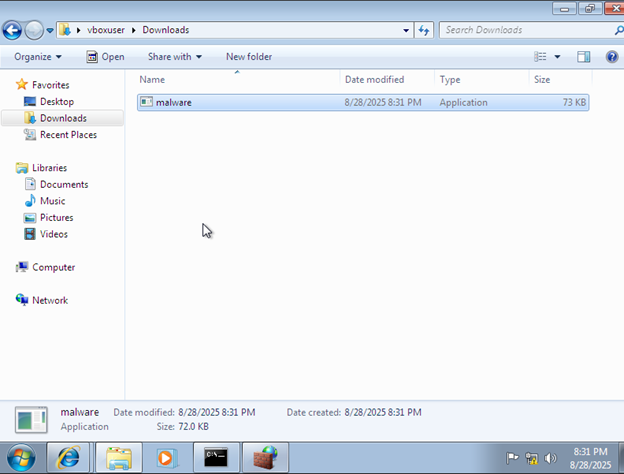 vboxuser Downloads
Search Downloads
Organize Open Share with New folder
Name Date modified Type Size
Favorites
malware 8/28/2025 8:31 PM Application 73 KB
Desktop
Downloads
Recent Places
Libraries
Documents
Music
Pictures
Videos
Computer
Network
malware Date modified: 8/28/2025 8:31 PM Date created: 8/28/2025 8:31 PM
Application Size: 72.0 KB
C:\
8:31 PM
8/28/2025